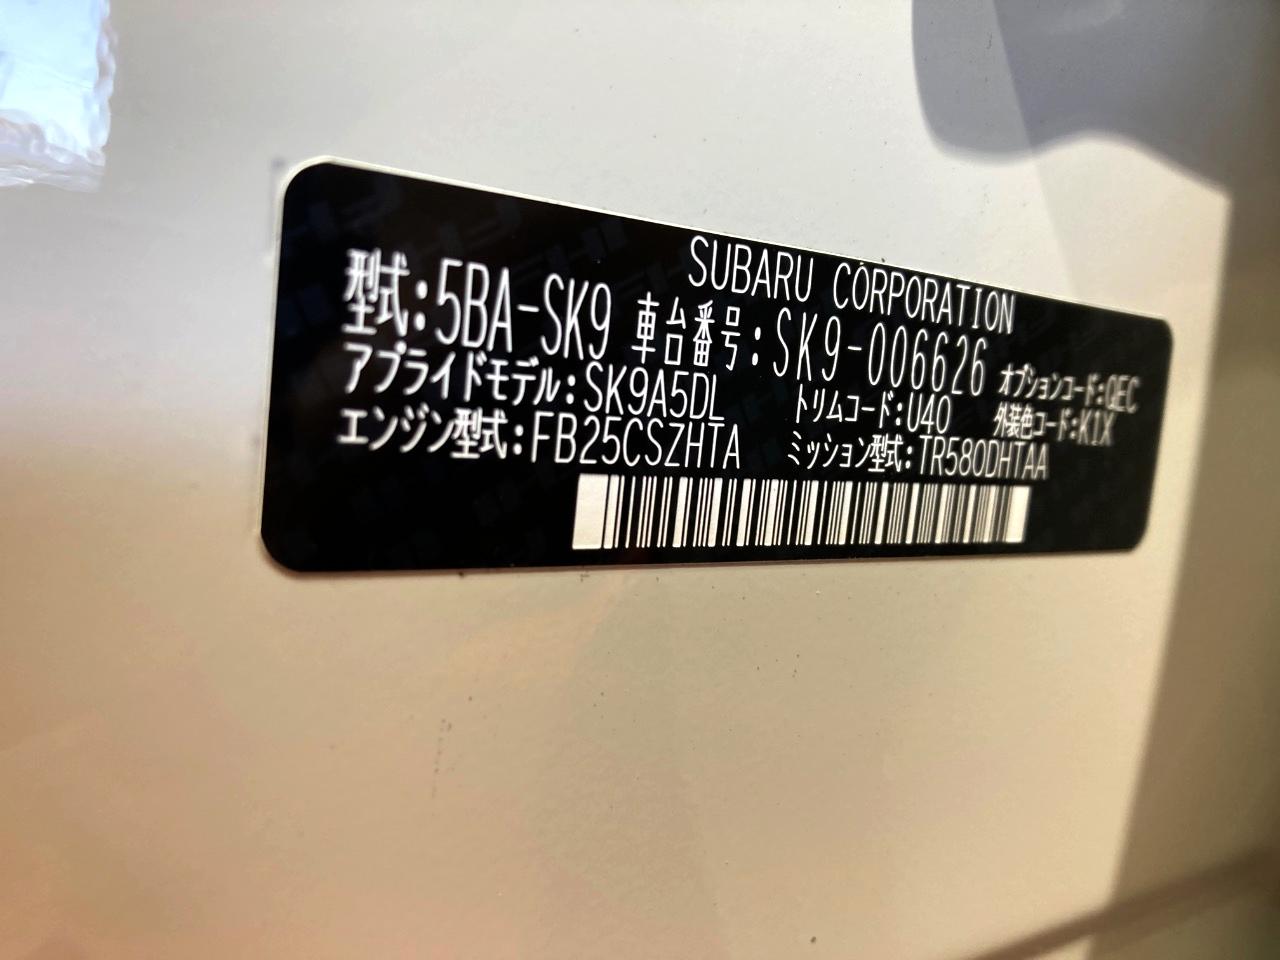 SUBARU CORPORATION
型式:5BA-SK9 車台番号:SK9-006626 オプションコード:QEC
アプライドモデル:SK9A5DL トリムコード:U40 外装色コード:K1X
エンジン型式:FB25CSZHTA ミッション型式:TR580DHTAA